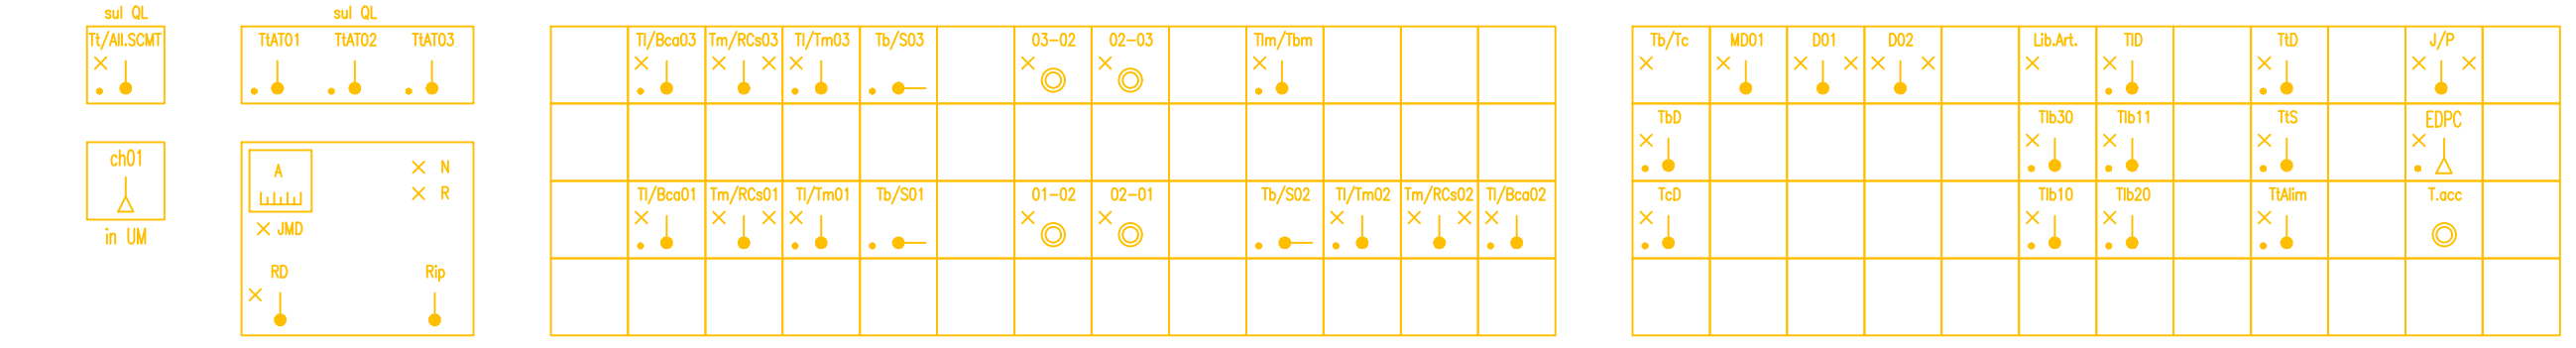 sul QL
Tt/All.SCMT
ch01
in UM
sul QL
TtAT01 TtAT02 TtAT03
A
N
R
JMD
RD Rip
Tl/Bca03 Tm/RCs03 Tl/Tm03 Tb/S03 03-02 02-03 Tlm/Tbm
Tl/Bca01 Tm/RCs01 Tl/Tm01 Tb/S01 01-02 02-01 Tb/S02 Tl/Tm02 Tm/RCs02 Tl/Bca02
Tb/Tc MD01 D01 D02 Lib.Art. TlD TtD J/P
TbD Tlb30 Tlb11 TtS EDPC
TcD Tlb10 Tlb20 TtAlim T.acc